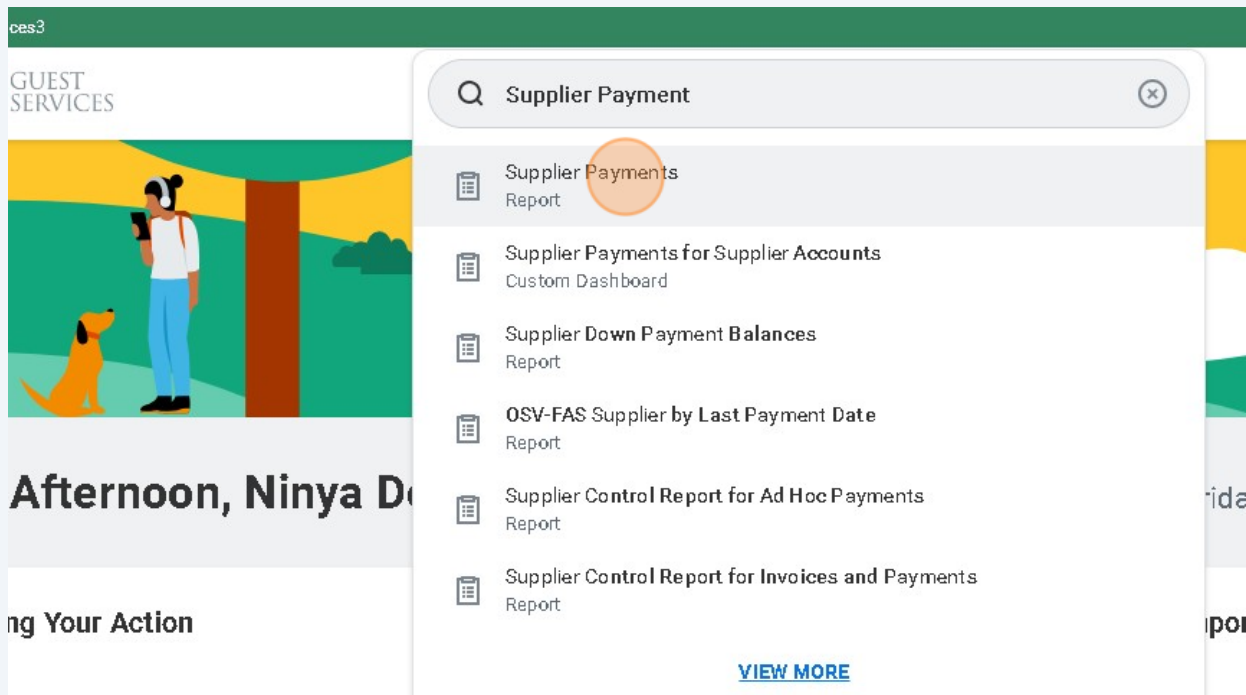 ces3
GUEST
SERVICES
Supplier Payment
Supplier Payments
Report
Supplier Payments for Supplier Accounts
Custom Dashboard
Supplier Down Payment Balances
Report
OSV-FAS Supplier by Last Payment Date
Report
Afternoon, Ninya D
Supplier Control Report for Ad Hoc Payments
Report
rida
Supplier Control Report for Invoices and Payments
Report
ng Your Action
por
VIEW MORE